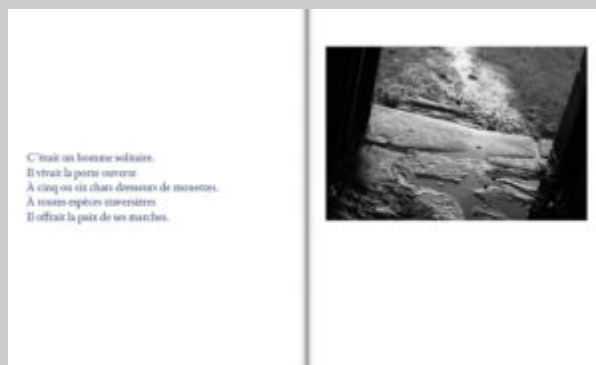 C'était un homme solitaire.
Il vivait la porte ouverte
À cinq ou six chats dresseurs de mouettes.
À toutes espèces traversières
Il offrait la paix de ses marches.